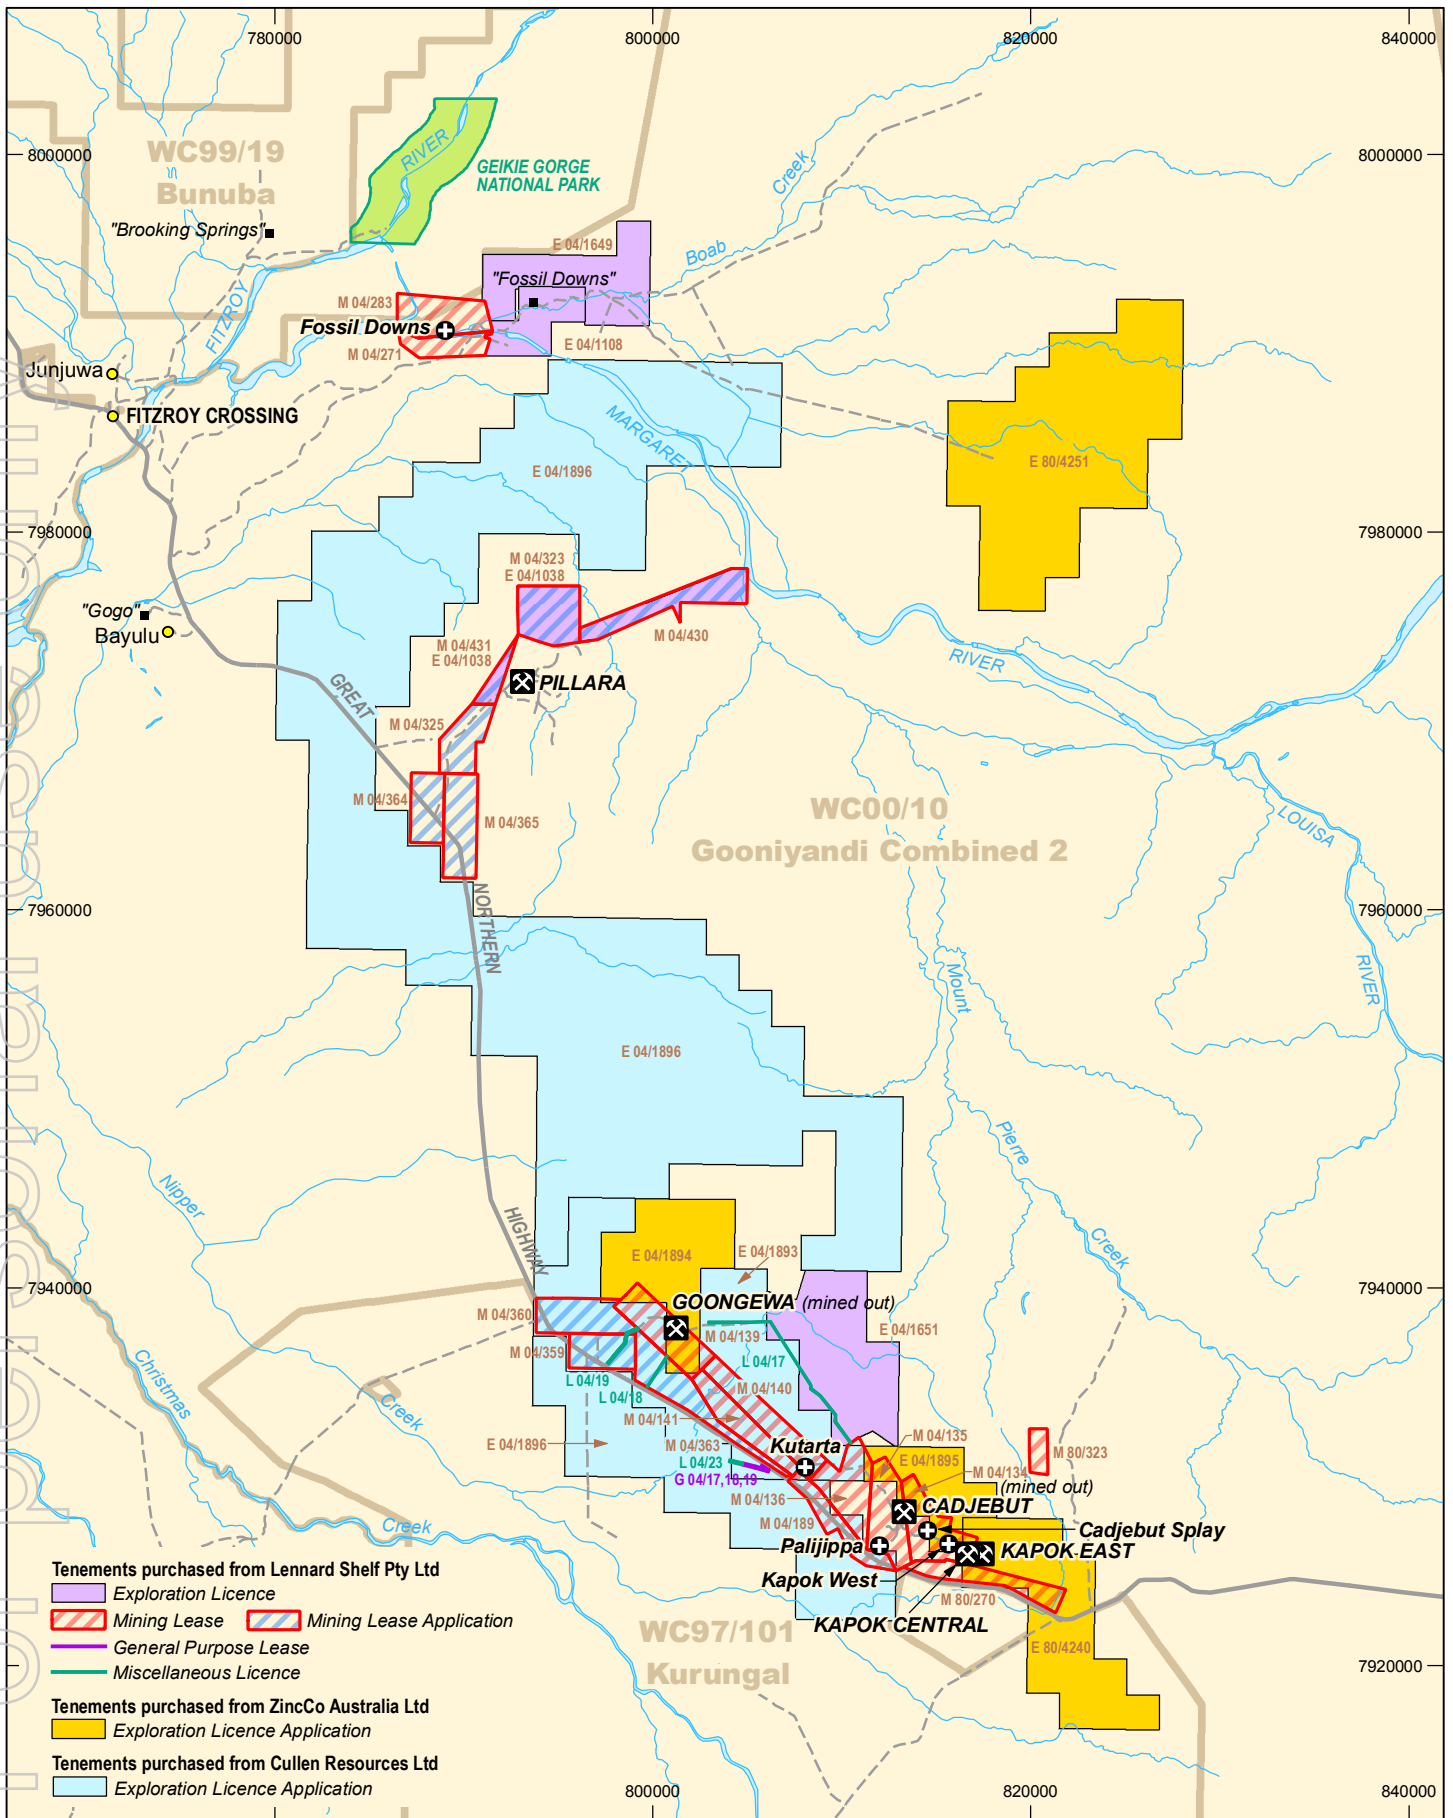 780000
800000
820000
840000
8000000
8000000
WC99/19
Bunuba
RIVER
GEIKIE GORGE
NATIONAL PARK
Creek
"Brooking Springs"
E 04/1649
Boab
"Fossil Downs"
M 04/283
Fossil Downs
FITZROY
M 04/271
E 04/1108
Junjuwa
FITZROY CROSSING
MARGARET
E 04/1896
E 80/4251
7980000
7980000
M 04/323
E 04/1038
"Gogo"
Bayulu
M 04/430
M 04/431
E 04/1038
RIVER
PILLARA
GREAT
M 04/325
M 04/364
M 04/365
WC00/10
Gooniyandi Combined 2
LOUISA
RIVER
7960000
7960000
NORTHERN
Mount
E 04/1896
Pierre
Creek
Nipper
HIGHWAY
E 04/1894
E 04/1893
7940000
7940000
GOONGEWA (mined out)
M 04/360
M 04/139
E 04/1651
M 04/359
L 04/17
L 04/19
L 04/18
M 04/140
Christmas
Creek
M 04/141
M 04/135
E 04/1896
M 04/363
Kutarta
M 80/323
L 04/23
E 04/1895
G 04/17,18,19
M 04/134
(mined out)
M 04/136
CADJEBUT
Creek
M 04/189
Cadjebut Splay
Palijippa
KAPOK EAST
Kapok West
M 80/270
KAPOK CENTRAL
WC97/101
Kurungal
E 80/4240
7920000
Tenements purchased from Lennard Shelf Pty Ltd
Exploration Licence
Mining Lease
Mining Lease Application
General Purpose Lease
Miscellaneous Licence
Tenements purchased from ZincCo Australia Ltd
Exploration Licence Application
Tenements purchased from Cullen Resources Ltd
Exploration Licence Application
800000
820000
840000